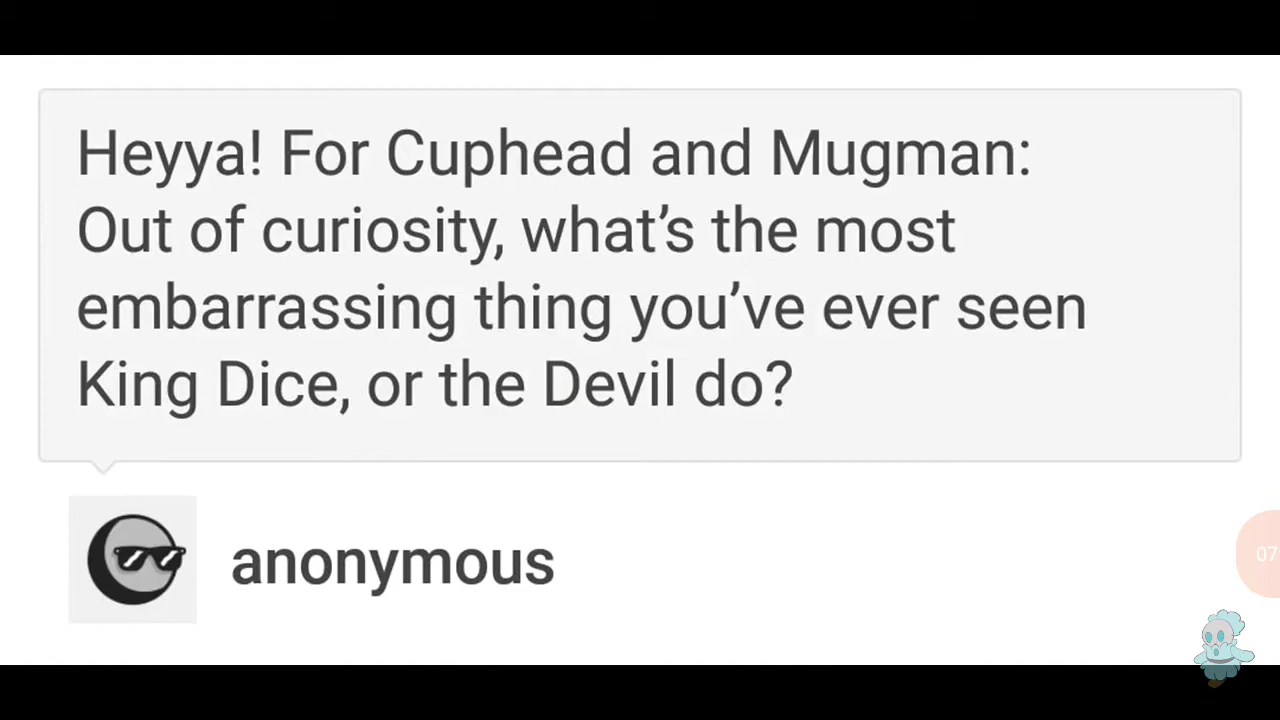 Heyya! For Cuphead and Mugman:
Out of curiosity, what’s the most
embarrassing thing you’ve ever seen
King Dice, or the Devil do?
anonymous
07